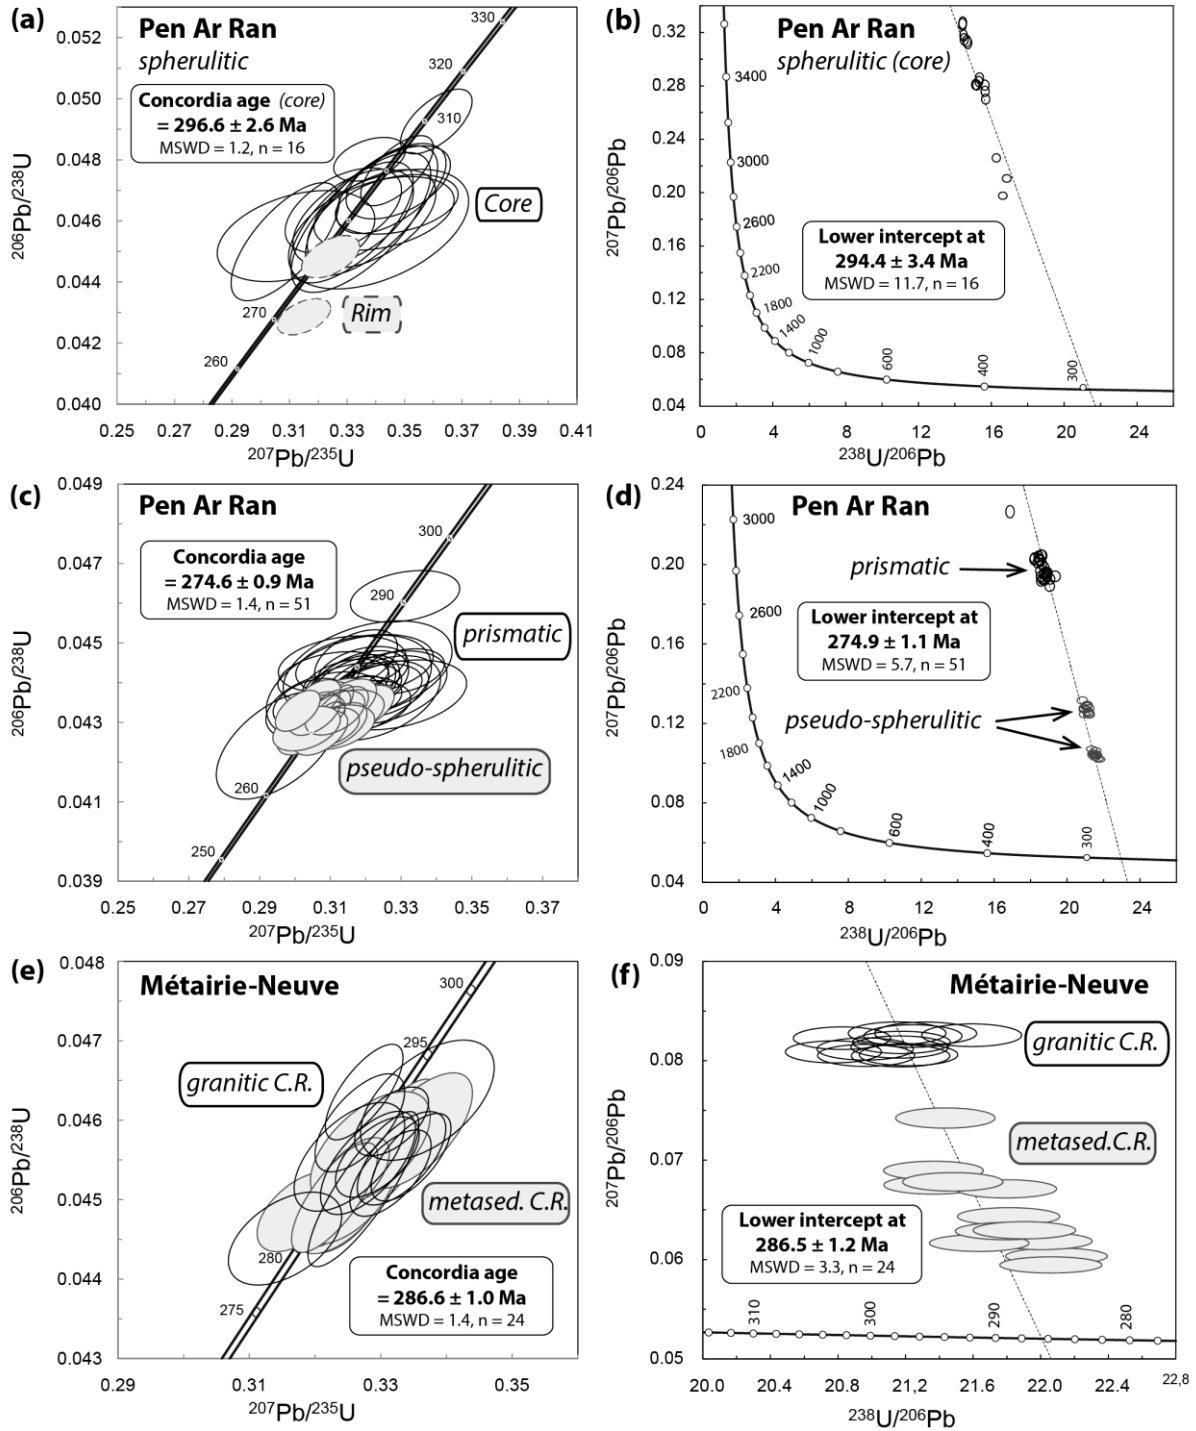 (a)
Pen Ar Ran
spherulitic
Concordia age (core)
= 296.6 ± 2.6 Ma
MSWD = 1.2, n = 16
330
320
310
270
260
Core
Rim
0.052
0.050
0.048
0.046
0.044
0.042
0.040
0.25 0.27 0.29 0.31 0.33 0.35 0.37 0.39 0.41
206Pb/238U
207Pb/235U
(b)
Pen Ar Ran
spherulitic (core)
3400
3000
2600
2200
1800
1400
1000
600
400
300
Lower intercept at
294.4 ± 3.4 Ma
MSWD = 11.7, n = 16
0.32
0.28
0.24
0.20
0.16
0.12
0.08
0.04
0 4 8 12 16 20 24
207Pb/206Pb
238U/206Pb
(c)
Pen Ar Ran
Concordia age
= 274.6 ± 0.9 Ma
MSWD = 1.4, n = 51
300
290
260
250
prismatic
pseudo-spherulitic
0.049
0.047
0.045
0.043
0.041
0.039
0.25 0.27 0.29 0.31 0.33 0.35 0.37
206Pb/238U
207Pb/235U
(d)
Pen Ar Ran
3000
2600
2200
1800
1400
1000
600
400
300
prismatic
Lower intercept at
274.9 ± 1.1 Ma
MSWD = 5.7, n = 51
pseudo-spherulitic
0.24
0.20
0.16
0.12
0.08
0.04
0 4 8 12 16 20 24
207Pb/206Pb
238U/206Pb
(e)
Métairie-Neuve
300
295
280
275
granitic C.R.
metased. C.R.
Concordia age
= 286.6 ± 1.0 Ma
MSWD = 1.4, n = 24
0.048
0.047
0.046
0.045
0.044
0.043
0.29 0.31 0.33 0.35
206Pb/238U
207Pb/235U
(f)
Métairie-Neuve
granitic C.R.
metased.C.R.
Lower intercept at
286.5 ± 1.2 Ma
MSWD = 3.3, n = 24
310
300
290
280
0.09
0.08
0.07
0.06
0.05
20.0 20.4 20.8 21,2 21.6 22.0 22.4 22,8
207Pb/206Pb
238U/206Pb